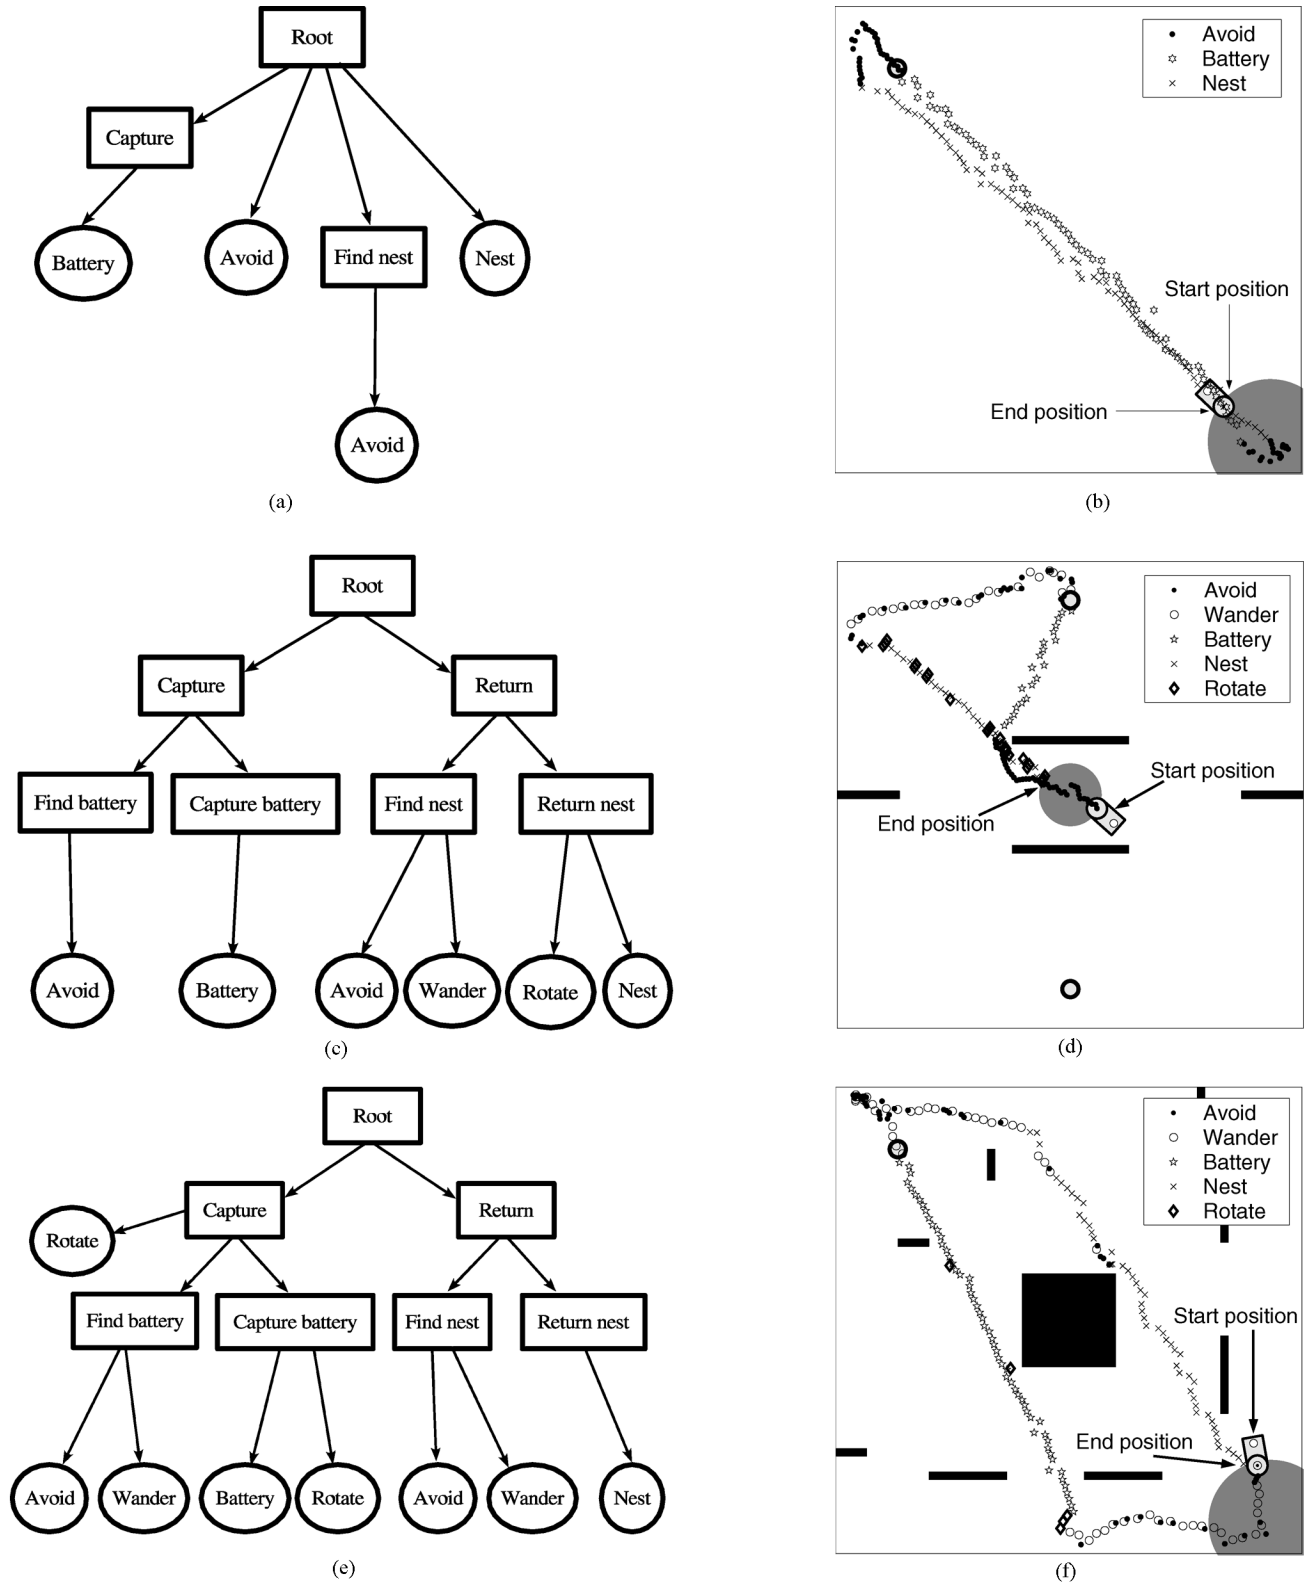 Root
Capture
Battery
Avoid
Find nest
Nest
Avoid
(a)
Avoid
Battery
Nest
Start position
End position
(b)
Root
Capture
Return
Find battery
Capture battery
Find nest
Return nest
Avoid
Battery
Avoid
Wander
Rotate
Nest
(c)
Avoid
Wander
Battery
Nest
Rotate
Start position
End position
(d)
Root
Capture
Return
Rotate
Find battery
Capture battery
Find nest
Return nest
Avoid
Wander
Battery
Rotate
Avoid
Wander
Nest
(e)
Avoid
Wander
Battery
Nest
Rotate
Start position
End position
(f)